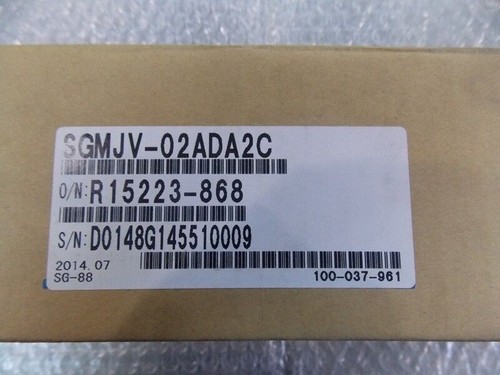 SGMJV-02ADA2C
O/N:R15223-868
S/N:D0148G145510009
2014.07
SG-88 100-037-961